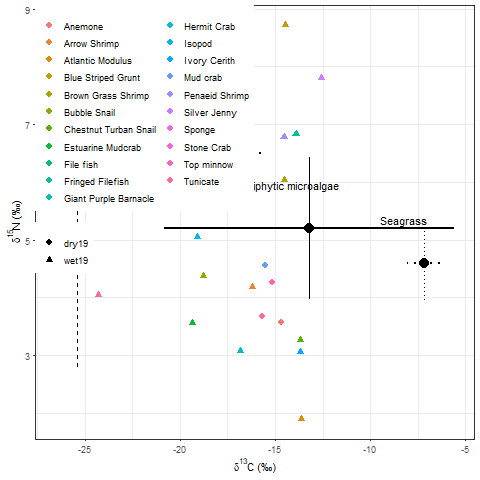 9
7
5
3
δ15N (‰)
Anemone
Arrow Shrimp
Atlantic Modulus
Blue Striped Grunt
Brown Grass Shrimp
Bubble Snail
Chestnut Turban Snail
Estuarine Mudcrab
File fish
Fringed Filefish
Giant Purple Barnacle
Hermit Crab
Isopod
Ivory Cerith
Mud crab
Penaeid Shrimp
Silver Jenny
Sponge
Stone Crab
Top minnow
Tunicate
iphytic microalgae
Seagrass
dry19
wet19
-25
-20
-15
-10
-5
δ13C (‰)